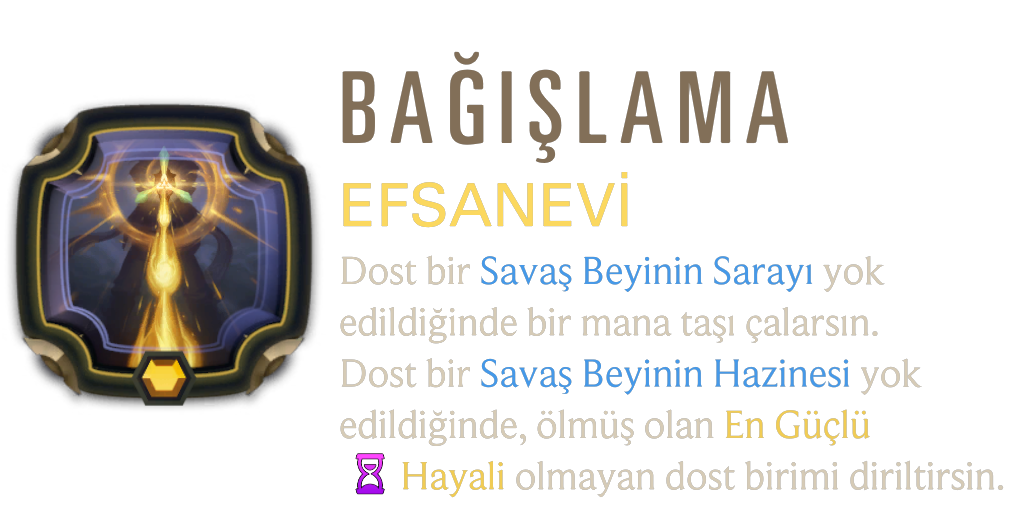 BAĞIŞLAMA
EFSANEVİ
Dost bir Savaş Beyinin Sarayı yok
edildiğinde bir mana taşı çalarsın.
Dost bir Savaş Beyinin Hazinesi yok
edildiğinde, ölmüş olan En Güçlü
Hayali olmayan dost birimi diriltirsin.